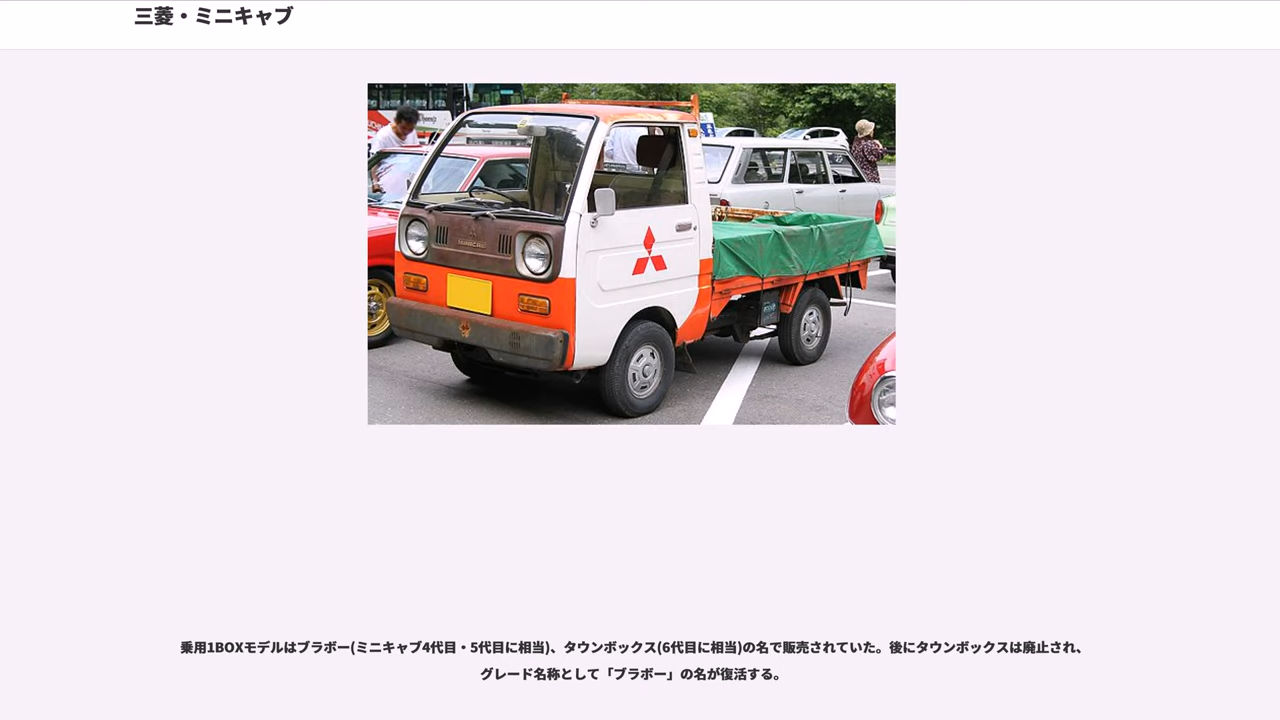 三菱・ミニキャブ
乗用1BOXモデルはブラボー(ミニキャブ4代目・5代目に相当)、タウンボックス(6代目に相当)の名で販売されていた。後にタウンボックスは廃止され、
グレード名称として「ブラボー」の名が復活する。